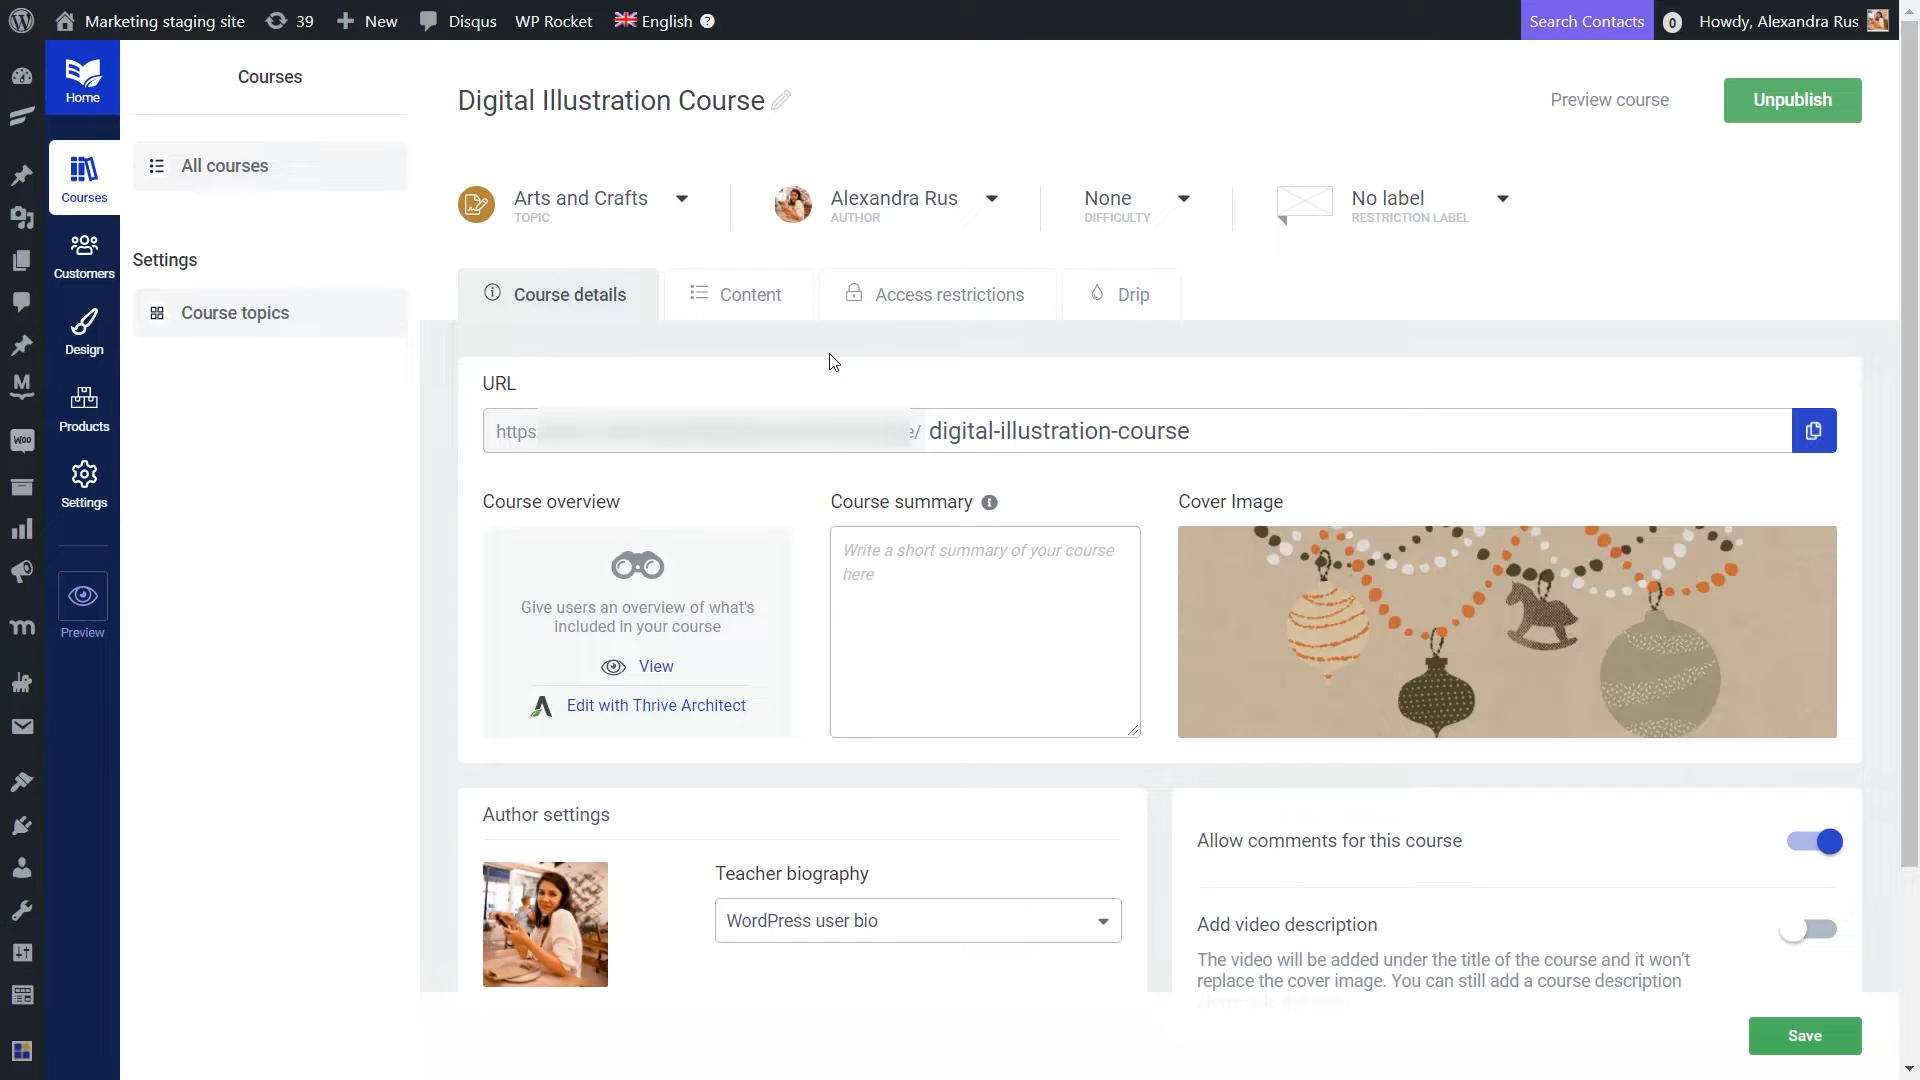 Marketing staging site
39
New
Disqus
WP Rocket
English
?
Search Contacts
0
Howdy, Alexandra Rus
Home
Courses
Customers
Design
Products
Settings
Preview
M
WOO
m
Courses
All courses
Settings
Course topics
Digital Illustration Course
Preview course
Unpublish
Arts and Crafts
TOPIC
Alexandra Rus
AUTHOR
None
DIFFICULTY
No label
RESTRICTION LABEL
Course details
Content
Access restrictions
Drip
URL
https
e/
digital-illustration-course
Course overview
Give users an overview of what's
included in your course
View
Edit with Thrive Architect
Course summary
Write a short summary of your course
here
Cover Image
Author settings
Teacher biography
WordPress user bio
Allow comments for this course
Add video description
The video will be added under the title of the course and it won't
replace the cover image. You can still add a course description
Save